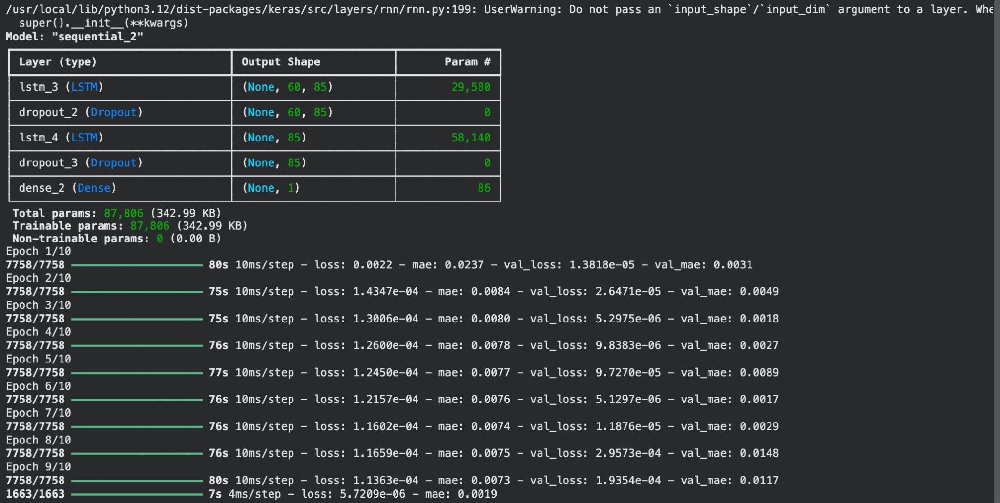 /usr/local/lib/python3.12/dist-packages/keras/src/layers/rnn/rnn.py:199: UserWarning: Do not pass an `input_shape`/`input_dim` argument to a layer. Whe
super().__init__(**kwargs)
Model: "sequential_2"
Layer (type) Output Shape Param #
lstm_3 (LSTM) (None, 60, 85) 29,580
dropout_2 (Dropout) (None, 60, 85) 0
lstm_4 (LSTM) (None, 85) 58,140
dropout_3 (Dropout) (None, 85) 0
dense_2 (Dense) (None, 1) 86
Total params: 87,806 (342.99 KB)
Trainable params: 87,806 (342.99 KB)
Non-trainable params: 0 (0.00 B)
Epoch 1/10
7758/7758 80s 10ms/step - loss: 0.0022 - mae: 0.0237 - val_loss: 1.3818e-05 - val_mae: 0.0031
Epoch 2/10
7758/7758 75s 10ms/step - loss: 1.4347e-04 - mae: 0.0084 - val_loss: 2.6471e-05 - val_mae: 0.0049
Epoch 3/10
7758/7758 75s 10ms/step - loss: 1.3006e-04 - mae: 0.0080 - val_loss: 5.2975e-06 - val_mae: 0.0018
Epoch 4/10
7758/7758 76s 10ms/step - loss: 1.2600e-04 - mae: 0.0078 - val_loss: 9.8383e-06 - val_mae: 0.0027
Epoch 5/10
7758/7758 77s 10ms/step - loss: 1.2450e-04 - mae: 0.0077 - val_loss: 9.7270e-05 - val_mae: 0.0089
Epoch 6/10
7758/7758 76s 10ms/step - loss: 1.2157e-04 - mae: 0.0076 - val_loss: 5.1297e-06 - val_mae: 0.0017
Epoch 7/10
7758/7758 76s 10ms/step - loss: 1.1602e-04 - mae: 0.0074 - val_loss: 1.1876e-05 - val_mae: 0.0029
Epoch 8/10
7758/7758 76s 10ms/step - loss: 1.1659e-04 - mae: 0.0075 - val_loss: 2.9573e-04 - val_mae: 0.0148
Epoch 9/10
7758/7758 80s 10ms/step - loss: 1.1363e-04 - mae: 0.0073 - val_loss: 1.9354e-04 - val_mae: 0.0117
1663/1663 7s 4ms/step - loss: 5.7209e-06 - mae: 0.0019